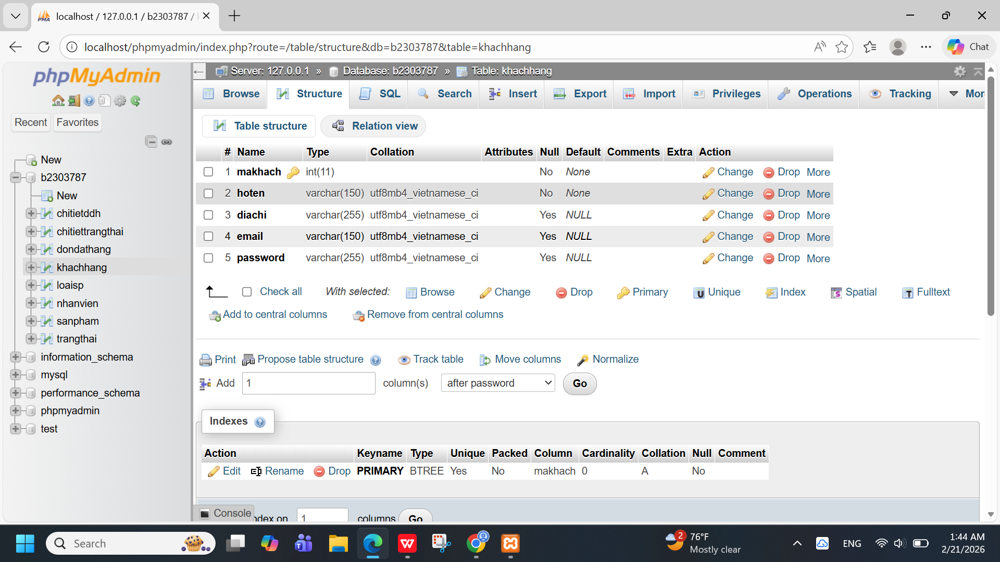 localhost / 127.0.0.1 / b2303787 /
localhost/phpmyadmin/index.php?route=/table/structure&db=b2303787&table=khachhang
Chat
phpMyAdmin
Recent
Favorites
New
b2303787
New
chitietddh
chitiettrangthai
dondathang
khachhang
loaisp
nhanvien
sanpham
trangthai
information_schema
mysql
performance_schema
phpmyadmin
test
Server: 127.0.0.1 » Database: b2303787 » Table: khachhang
Browse Structure SQL Search Insert Export Import Privileges Operations Tracking Mor
Table structure Relation view
# Name Type Collation Attributes Null Default Comments Extra Action
1 makhach int(11) No None Change Drop More
2 hoten varchar(150) utf8mb4_vietnamese_ci No None Change Drop More
3 diachi varchar(255) utf8mb4_vietnamese_ci Yes NULL Change Drop More
4 email varchar(150) utf8mb4_vietnamese_ci Yes NULL Change Drop More
5 password varchar(255) utf8mb4_vietnamese_ci Yes NULL Change Drop More
Check all With selected: Browse Change Drop Primary Unique Index Spatial Fulltext
Add to central columns Remove from central columns
Print Propose table structure Track table Move columns Normalize
Add 1 column(s) after password Go
Indexes
Action Keyname Type Unique Packed Column Cardinality Collation Null Comment
Edit Rename Drop PRIMARY BTREE Yes No makhach 0 A No
Console
ndex on 1 columns Go
Search
2
76°F
Mostly clear
ENG
1:44 AM
2/21/2026